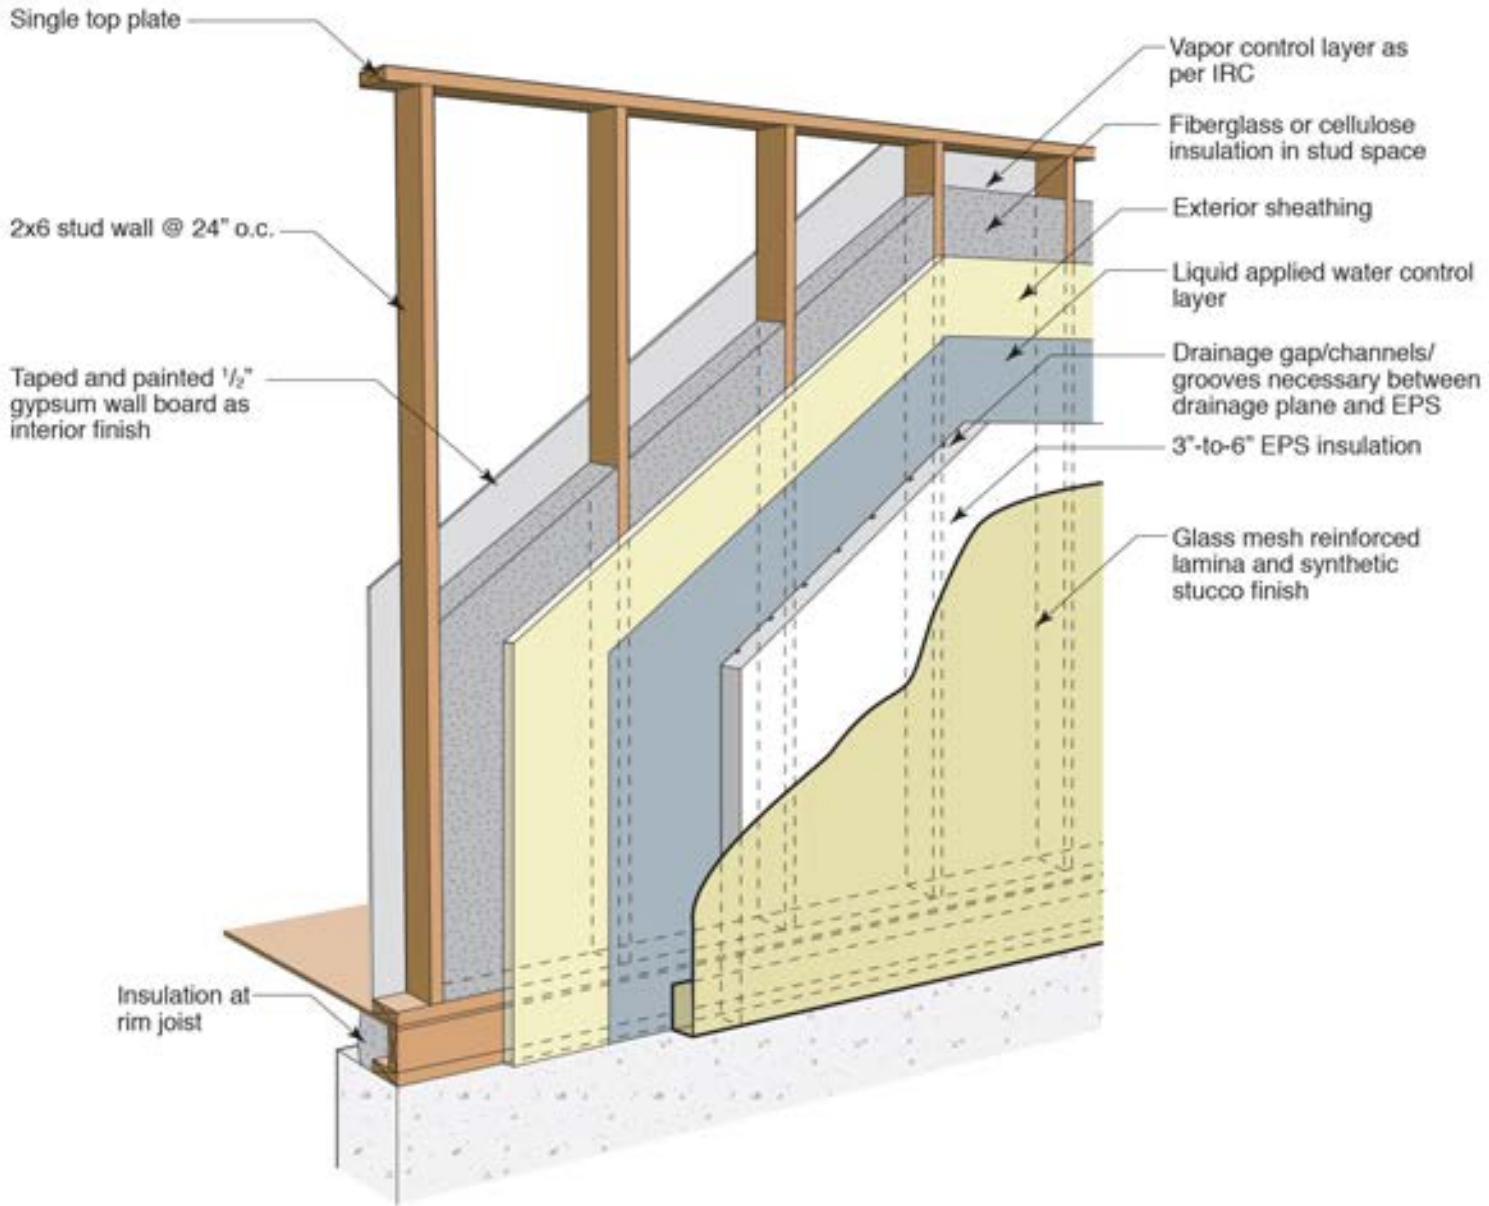 Single top plate
2x6 stud wall @ 24" o.c.
Taped and painted 1/2"
gypsum wall board as
interior finish
Insulation at
rim joist
Vapor control layer as
per IRC
Fiberglass or cellulose
insulation in stud space
Exterior sheathing
Liquid applied water control
layer
Drainage gap/channels/
grooves necessary between
drainage plane and EPS
3"-to-6" EPS insulation
Glass mesh reinforced
lamina and synthetic
stucco finish